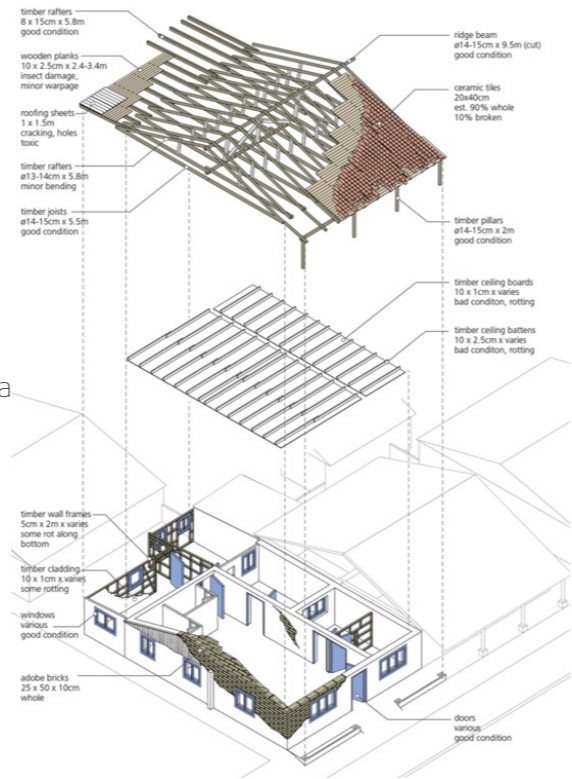 timber rafters
8 x 15cm x 5.8m
good condition
wooden planks
10 x 2.5cm x 2.4-3.4m
insect damage,
minor warpage
roofing sheets
1 x 1.5m
cracking, holes
toxic
timber rafters
ø13-14cm x 5.8m
minor bending
timber joists
ø14-15cm x 5.5m
good condition
ridge beam
ø14-15cm x 9.5m (cut)
good condition
ceramic tiles
20x40cm
est. 90% whole
10% broken
timber pillars
ø14-15cm x 2m
good condition
timber ceiling boards
10 x 1cm x varies
bad conditon, rotting
timber ceiling battens
10 x 2.5cm x varies
bad conditon, rotting
a
timber wall frames
5cm x 2m x varies
some rot along
bottom
timber cladding
10 x 1cm x varies
some rotting
windows
various
good condition
adobe bricks
25 x 50 x 10cm
whole
doors
various
good condition